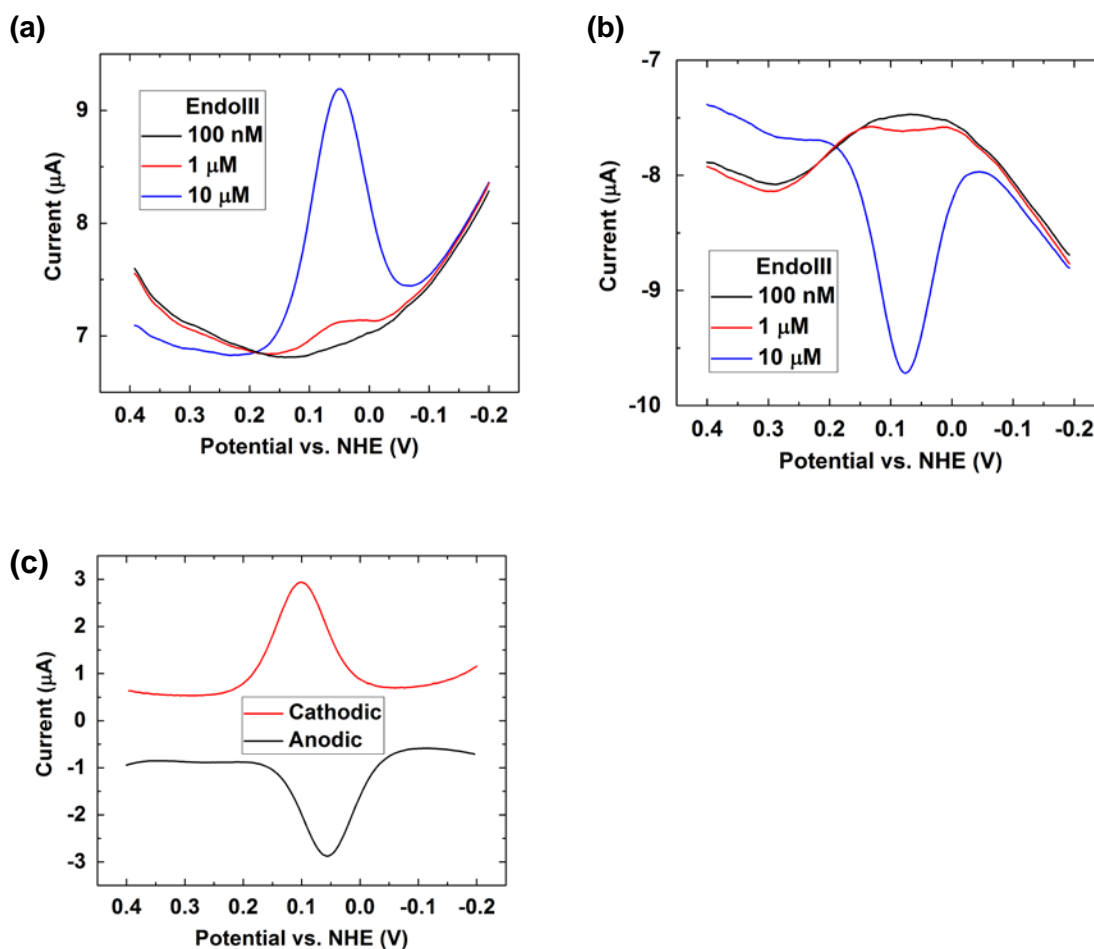 (a)
Current (μA)
9
8
7
EndoIII
100 nM
1 μM
10 μM
0.4 0.3 0.2 0.1 0.0 -0.1 -0.2
Potential vs. NHE (V)
(b)
Current (μA)
-7
-8
-9
-10
EndoIII
100 nM
1 μM
10 μM
0.4 0.3 0.2 0.1 0.0 -0.1 -0.2
Potential vs. NHE (V)
(c)
Current (μA)
3
2
1
0
-1
-2
-3
Cathodic
Anodic
0.4 0.3 0.2 0.1 0.0 -0.1 -0.2
Potential vs. NHE (V)